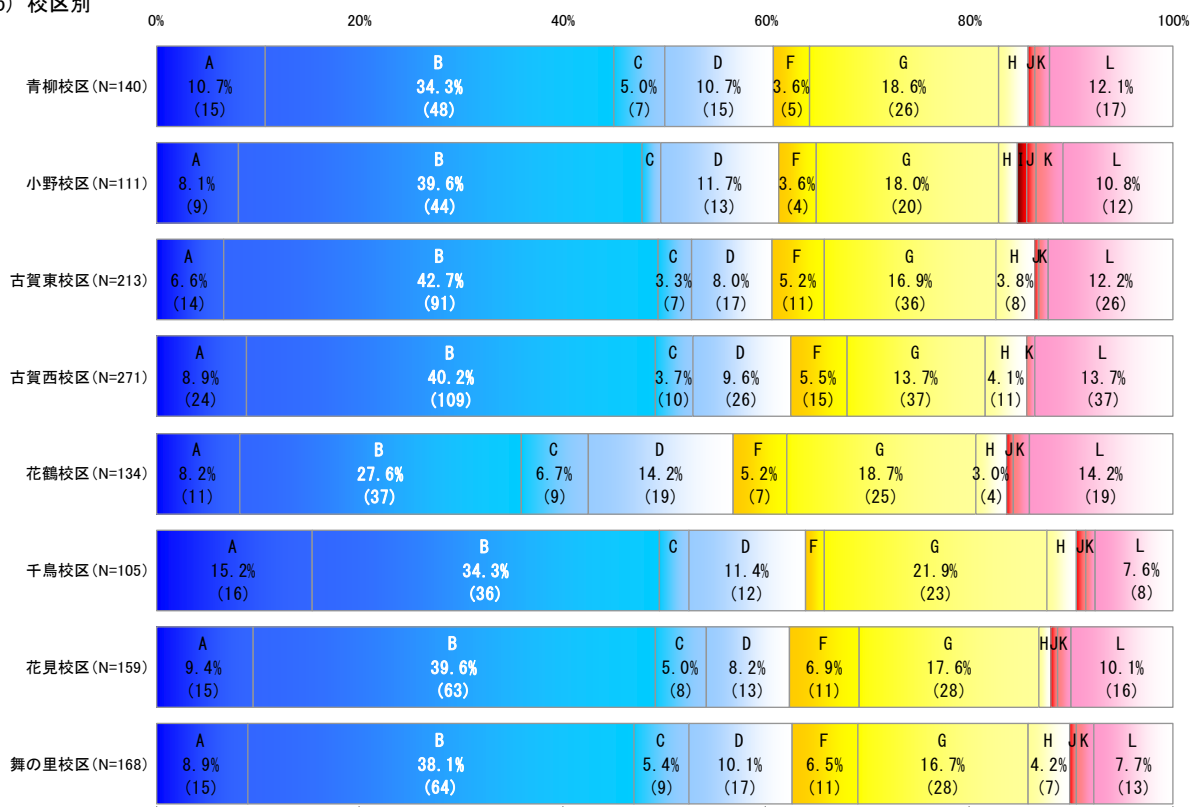 b) 校区別
0% 20% 40% 60% 80% 100%
青柳校区(N=140)
A B C D F G H J K L
10.7% 34.3% 5.0% 10.7% 3.6% 18.6% 12.1%
(15) (48) (7) (15) (5) (26) (17)
小野校区(N=111)
A B C D F G H I J K L
8.1% 39.6% 11.7% 3.6% 18.0% 10.8%
(9) (44) (13) (4) (20) (12)
古賀東校区(N=213)
A B C D F G H J K L
6.6% 42.7% 3.3% 8.0% 5.2% 16.9% 3.8% 12.2%
(14) (91) (7) (17) (11) (36) (8) (26)
古賀西校区(N=271)
A B C D F G H K L
8.9% 40.2% 3.7% 9.6% 5.5% 13.7% 4.1% 13.7%
(24) (109) (10) (26) (15) (37) (11) (37)
花鶴校区(N=134)
A B C D F G H J K L
8.2% 27.6% 6.7% 14.2% 5.2% 18.7% 3.0% 14.2%
(11) (37) (9) (19) (7) (25) (4) (19)
千鳥校区(N=105)
A B C D F G H J K L
15.2% 34.3% 11.4% 21.9% 7.6%
(16) (36) (12) (23) (8)
花見校区(N=159)
A B C D F G H J K L
9.4% 39.6% 5.0% 8.2% 6.9% 17.6% 10.1%
(15) (63) (8) (13) (11) (28) (16)
舞の里校区(N=168)
A B C D F G H J K L
8.9% 38.1% 5.4% 10.1% 6.5% 16.7% 4.2% 7.7%
(15) (64) (9) (17) (11) (28) (7) (13)